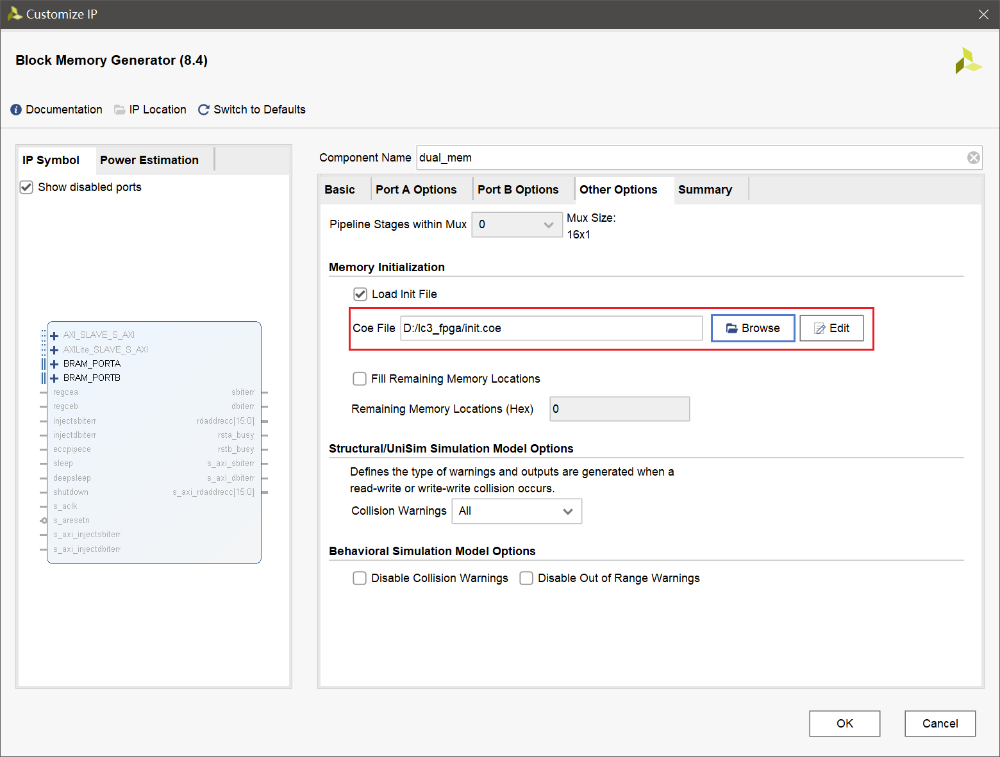 Customize IP
Block Memory Generator (8.4)
Documentation IP Location Switch to Defaults
IP Symbol Power Estimation
Show disabled ports
AXI_SLAVE_S_AXI
AXILite_SLAVE_S_AXI
BRAM_PORTA
BRAM_PORTB
regcea sbiterr
regceb dbiterr
injectsbiterr rdaddrecc[15:0]
injectdbiterr rsta_busy
eccpipece rstb_busy
sleep s_axi_sbiterr
deepsleep s_axi_dbiterr
shutdown s_axi_rdaddrecc[15:0]
s_aclk
s_aresetn
s_axi_injectsbiterr
s_axi_injectdbiterr
Component Name dual_mem
Basic Port A Options Port B Options Other Options Summary
Pipeline Stages within Mux 0 Mux Size:
16x1
Memory Initialization
Load Init File
Coe File D:/lc3_fpga/init.coe Browse Edit
Fill Remaining Memory Locations
Remaining Memory Locations (Hex) 0
Structural/UniSim Simulation Model Options
Defines the type of warnings and outputs are generated when a
read-write or write-write collision occurs.
Collision Warnings All
Behavioral Simulation Model Options
Disable Collision Warnings Disable Out of Range Warnings
OK Cancel